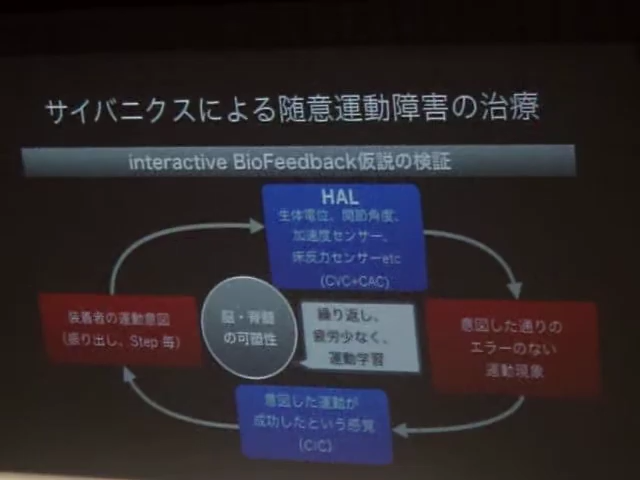 サイバニクスによる随意運動障害の治療
interactive BioFeedback仮説の検証
HAL
生体電位、関節角度、
加速度センサー、
床反力センサーetc
(CVC+CAC)
装着者の運動意図
(振り出し、Step 毎)
脳・脊髄
の可塑性
繰り返し、
疲労少なく、
運動学習
意図した通りの
エラーのない
運動現象
意図した運動が
成功したという感覚
(CIC)